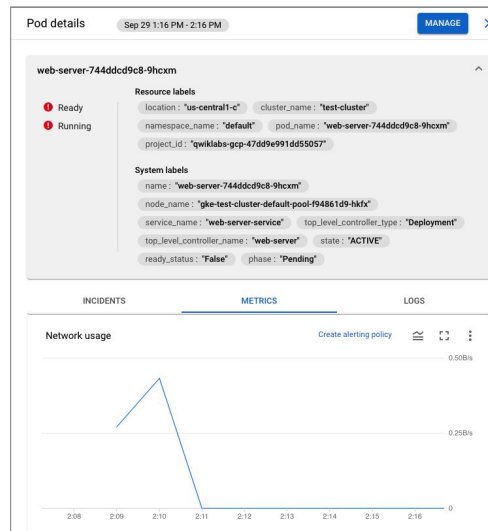 Pod details
Sep 29 1:16 PM - 2:16 PM
MANAGE
web-server-744ddcd9c8-9hcxm
Ready
Running
Resource labels
location : "us-central1-c" cluster_name : "test-cluster"
namespace_name : "default" pod_name : "web-server-744ddcd9c8-9hcxm"
project_id : "qwiklabs-gcp-47dd9e991dd55057"
System labels
name : "web-server-744ddcd9c8-9hcxm"
node_name : "gke-test-cluster-default-pool-f94861d9-hkfx"
service_name : "web-server-service" top_level_controller_type : "Deployment"
top_level_controller_name : "web-server" state : "ACTIVE"
ready_status : "False" phase : "Pending"
INCIDENTS METRICS LOGS
Network usage
Create alerting policy
0.50B/s
0.25B/s
0
2:08 2:09 2:10 2:11 2:12 2:13 2:14 2:15 2:16